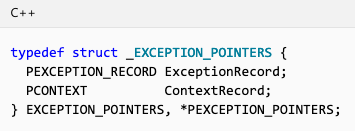 C++
typedef struct _EXCEPTION_POINTERS {
  PEXCEPTION_RECORD ExceptionRecord;
  PCONTEXT          ContextRecord;
} EXCEPTION_POINTERS, *PEXCEPTION_POINTERS;